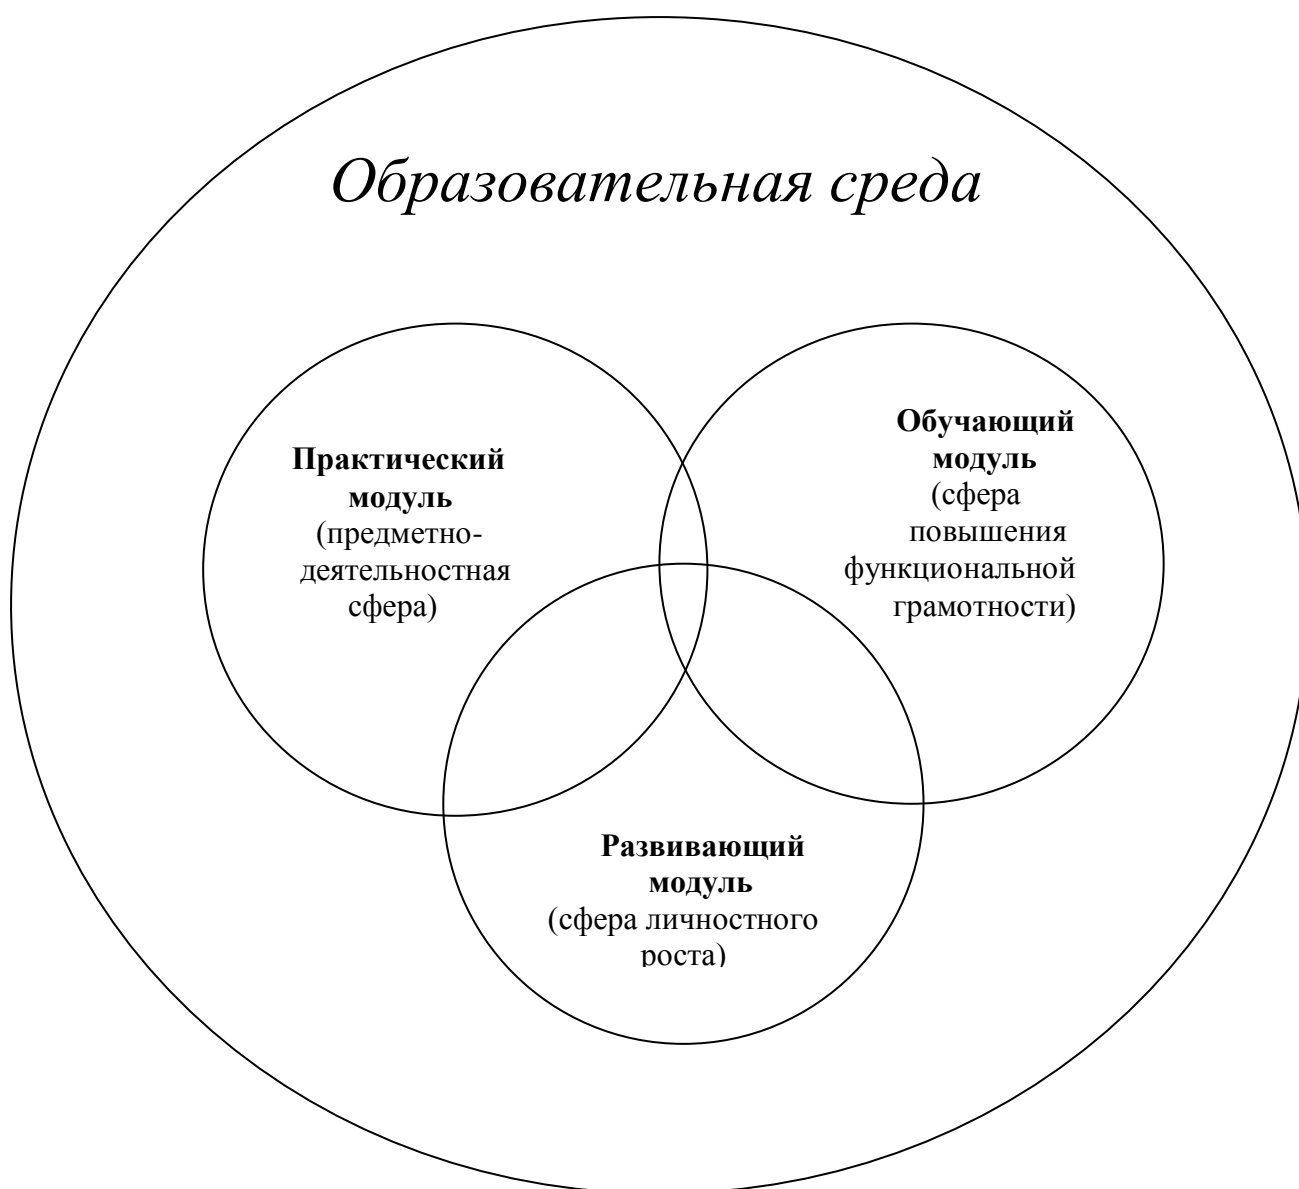 Образовательная среда
Практический
модуль
(предметно-
деятельностная
сфера)
Обучающий
модуль
(сфера
повышения
функциональной
грамотности)
Развивающий
модуль
(сфера личностного
роста)